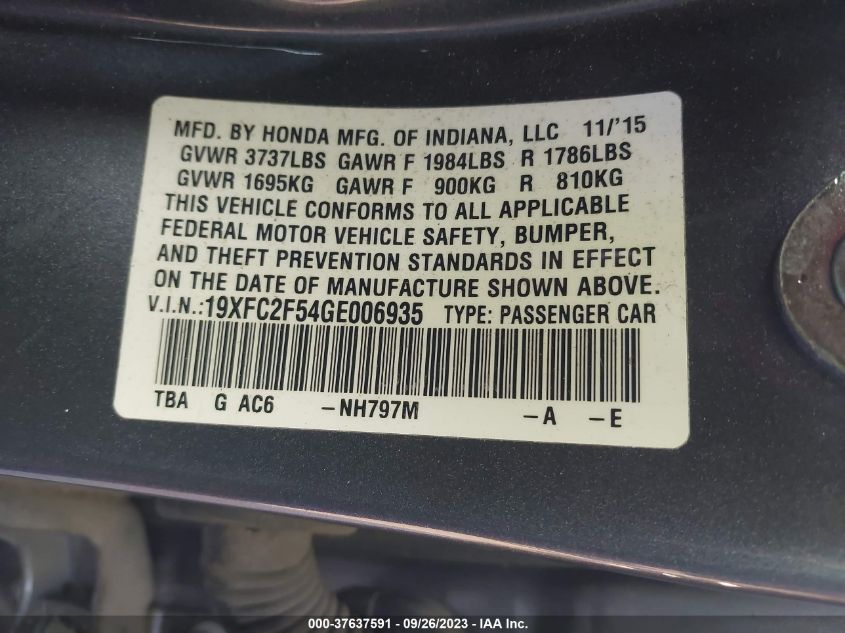 MFD. BY HONDA MFG. OF INDIANA, LLC 11/'15
GVWR 3737LBS GAWR F 1984LBS R 1786LBS
GVWR 1695KG GAWR F 900KG R 810KG
THIS VEHICLE CONFORMS TO ALL APPLICABLE
FEDERAL MOTOR VEHICLE SAFETY, BUMPER,
AND THEFT PREVENTION STANDARDS IN EFFECT
ON THE DATE OF MANUFACTURE SHOWN ABOVE.
V.I.N.:19XFC2F54GE006935 TYPE: PASSENGER CAR
TBA G AC6 –NH797M –A –E
000-37637591 - 09/26/2023 - IAA Inc.